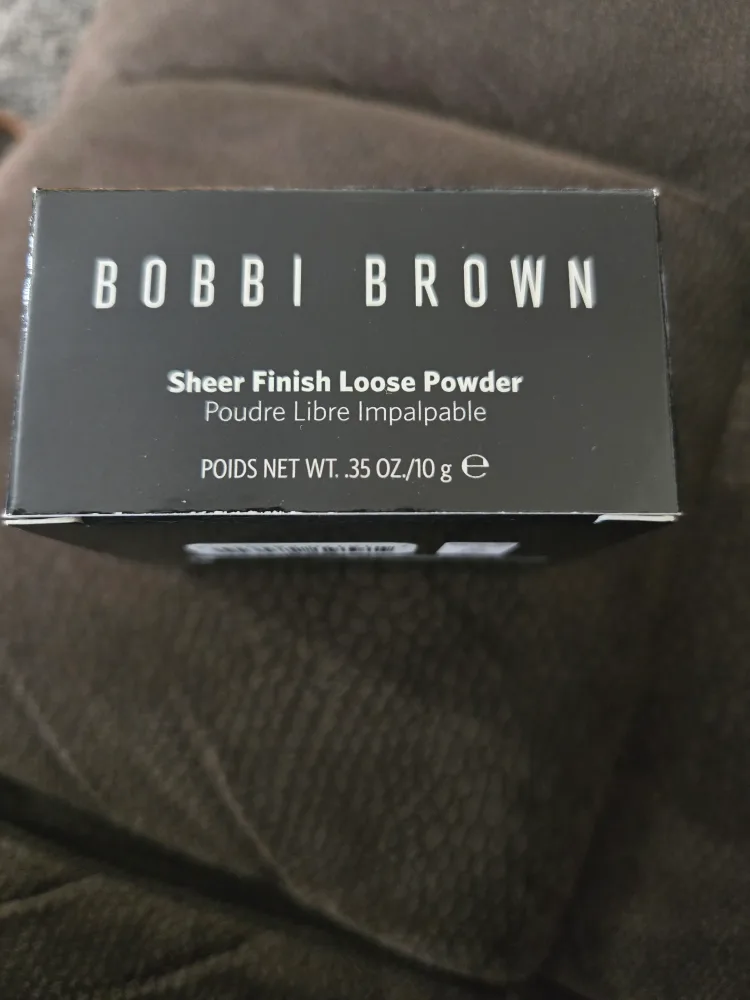 BOBBI BROWN
Sheer Finish Loose Powder
Poudre Libre Impalpable
POIDS NET WT. .35 OZ./10 g ℮